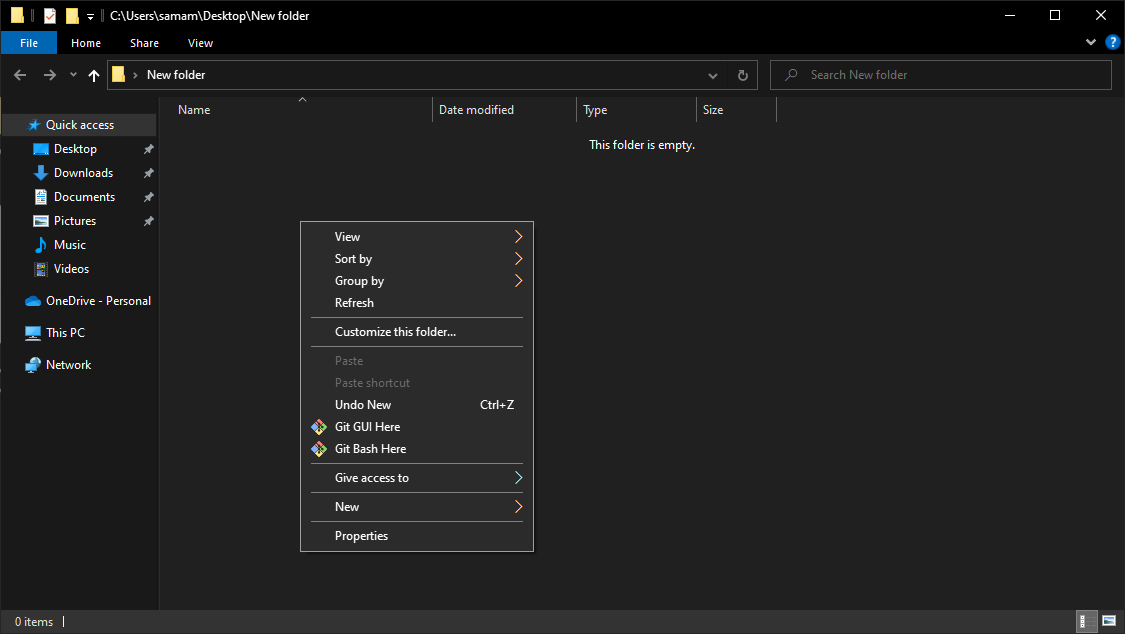 C:\Users\samam\Desktop\New folder
File Home Share View
New folder
Search New folder
Name Date modified Type Size
This folder is empty.
Quick access
Desktop
Downloads
Documents
Pictures
Music
Videos
OneDrive - Personal
This PC
Network
View
Sort by
Group by
Refresh
Customize this folder...
Paste
Paste shortcut
Undo New Ctrl+Z
Git GUI Here
Git Bash Here
Give access to
New
Properties
0 items